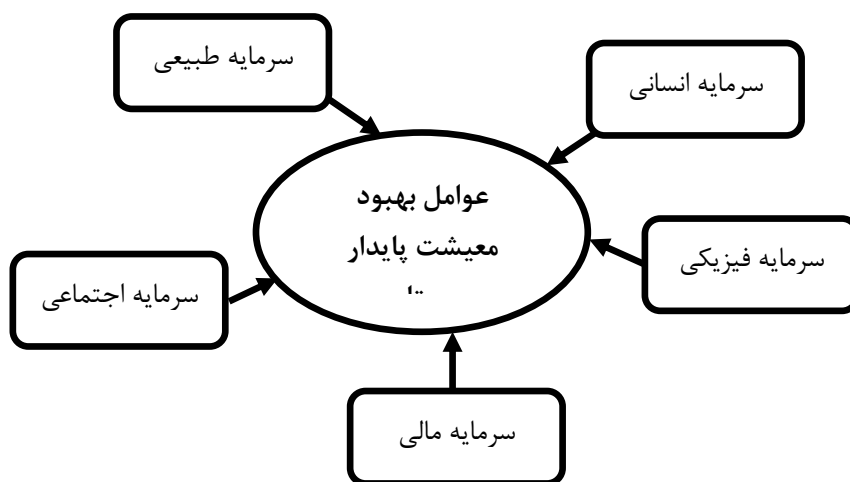 سرمایه طبیعی
سرمایه انسانی
عوامل بهبود
معیشت پایدار
سرمایه فیزیکی
سرمایه اجتماعی
سرمایه مالی